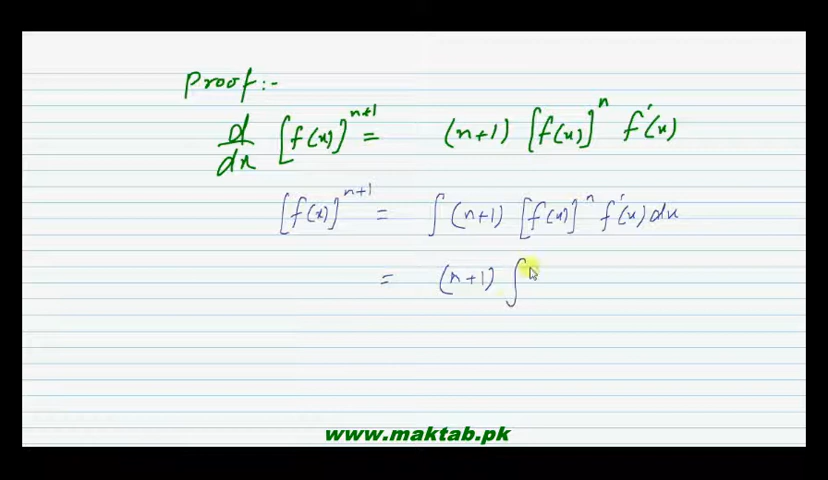 Proof:-
d/dx [f(x)]^{n+1} = (n+1) [f(x)]^n f'(x)
[f(x)]^{n+1} = ∫ (n+1) [f(x)]^n f'(x) dx
= (n+1) ∫
www.maktab.pk